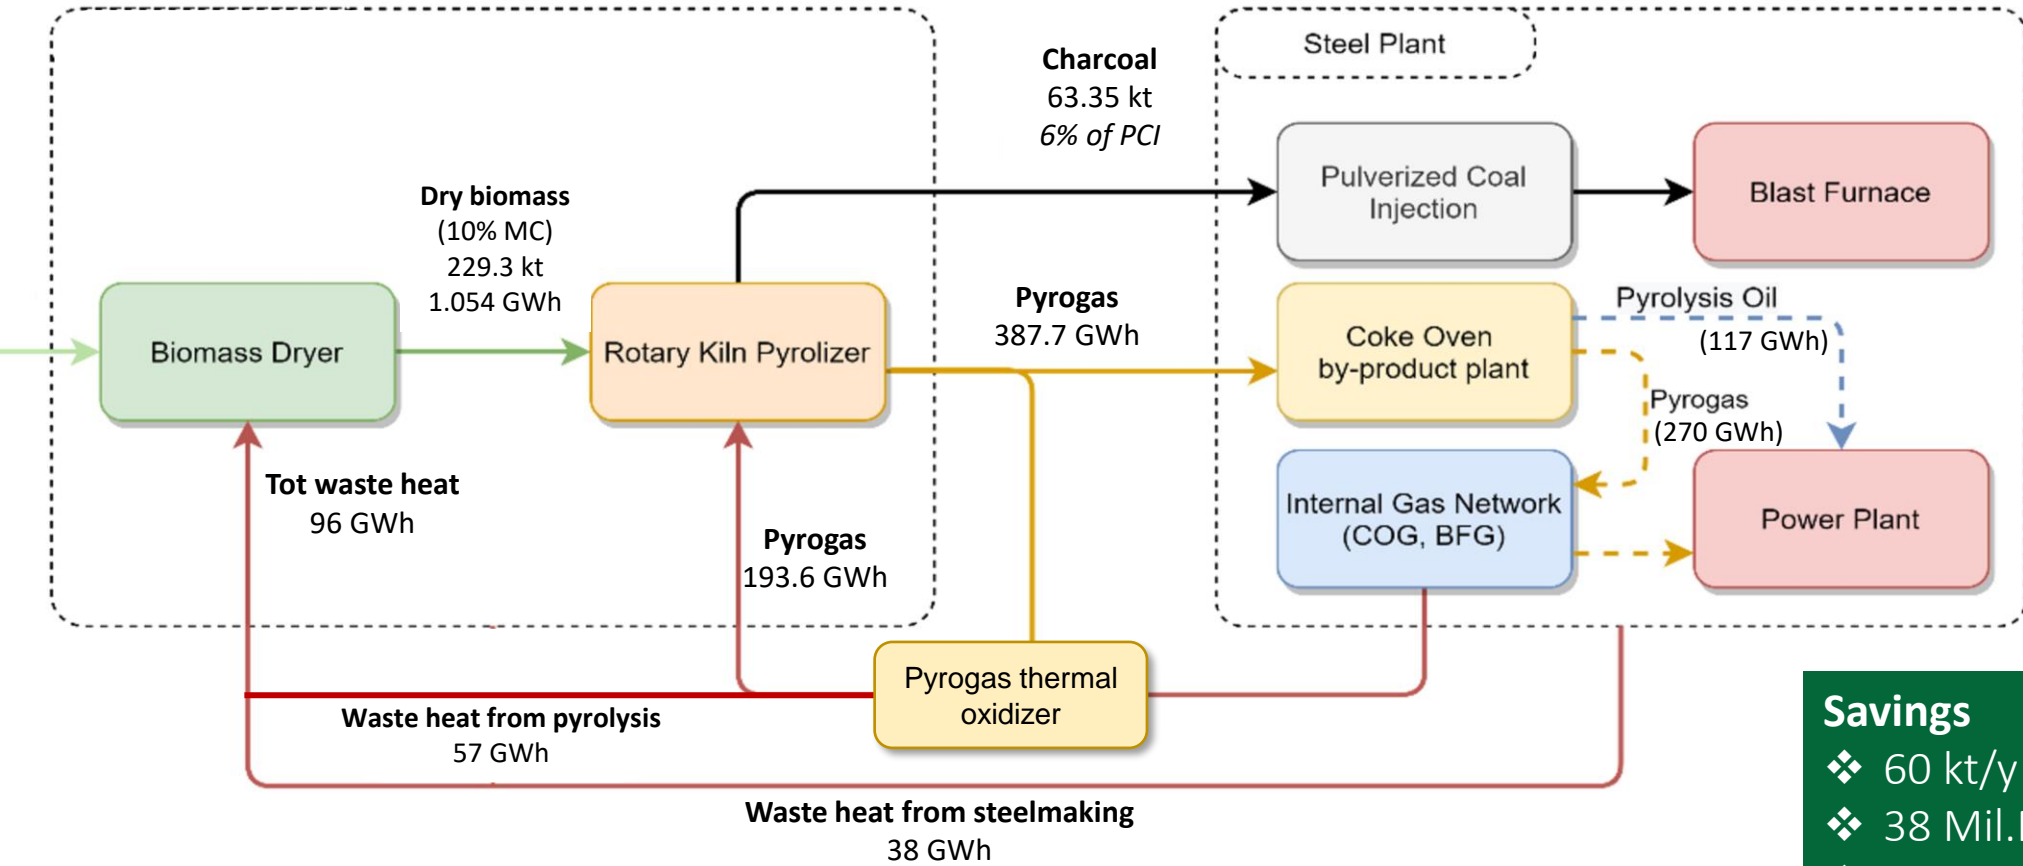 Steel Plant
Charcoal
63.35 kt
6% of PCI
Pulverized Coal
Injection
Blast Furnace
Dry biomass
(10% MC)
229.3 kt
1.054 GWh
Biomass Dryer
Rotary Kiln Pyrolizer
Pyrogas
387.7 GWh
Coke Oven
by-product plant
Pyrolysis Oil
(117 GWh)
Pyrogas
(270 GWh)
Internal Gas Network
(COG, BFG)
Power Plant
Tot waste heat
96 GWh
Pyrogas
193.6 GWh
Pyrogas thermal
oxidizer
Waste heat from pyrolysis
57 GWh
Waste heat from steelmaking
38 GWh
Savings
❖ 60 kt/y
❖ 38 Mil.